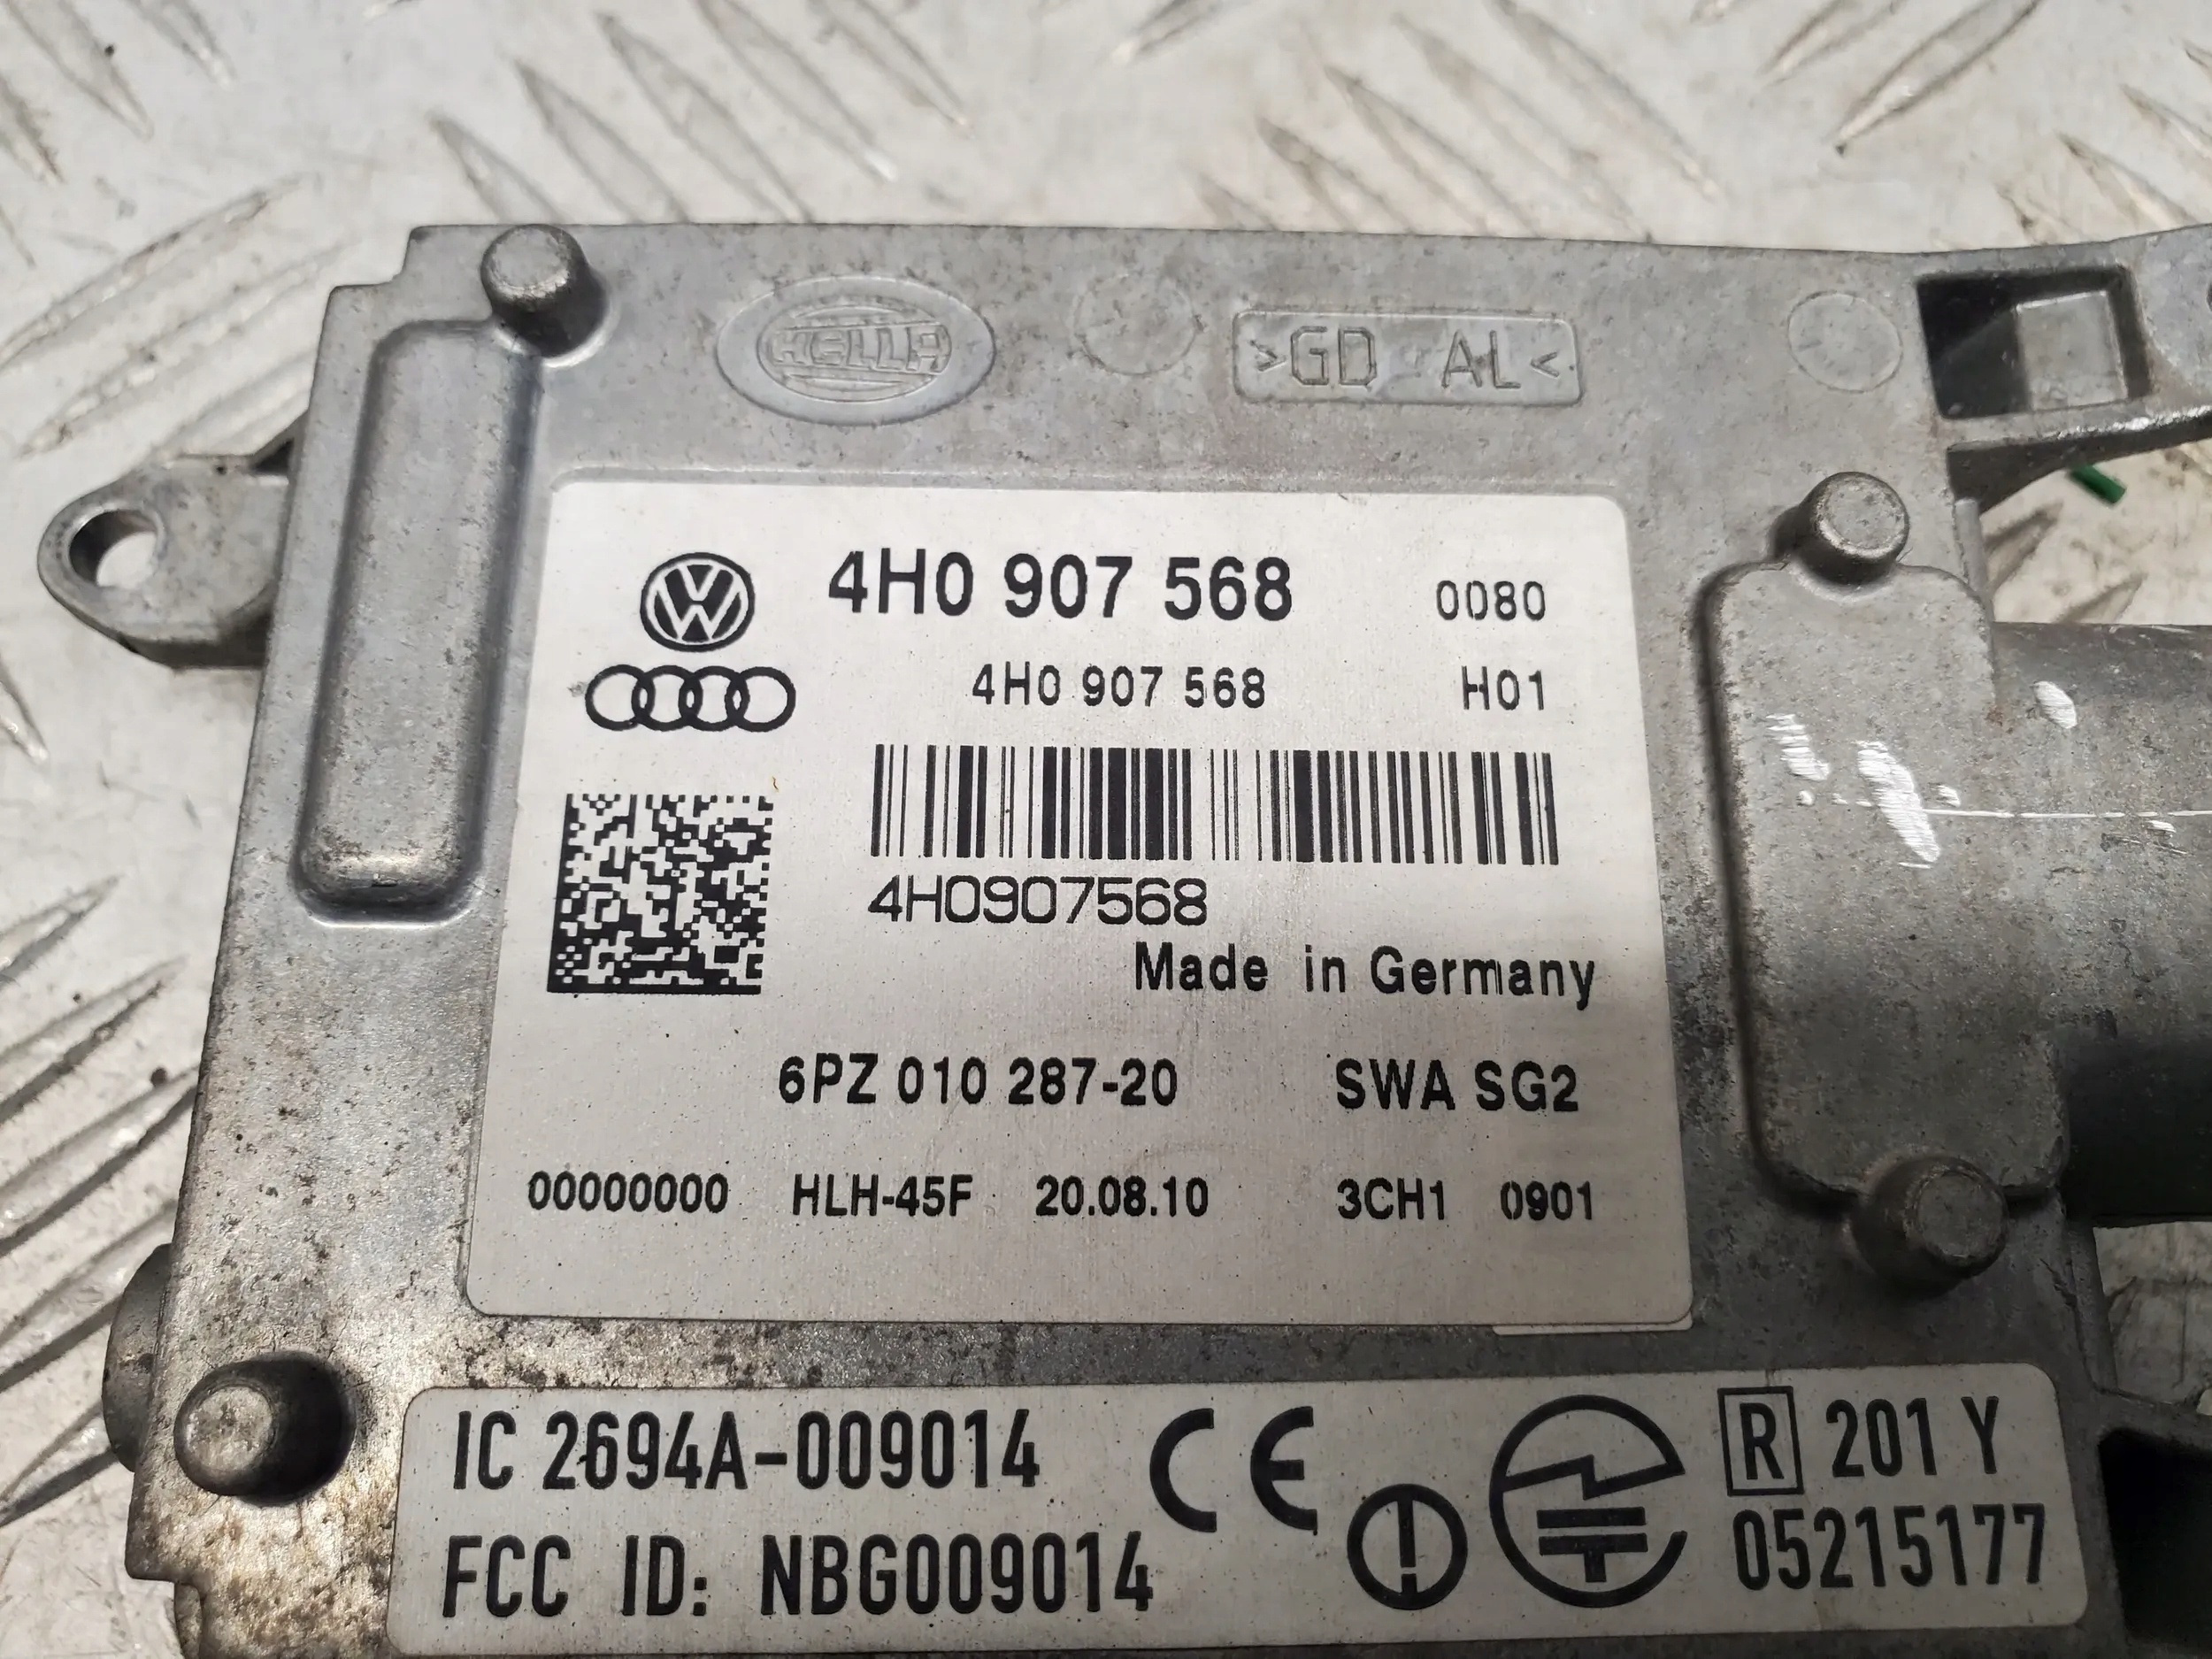 HELLA
>GD AL<
4H0 907 568 0080
4H0 907 568 H01
4H0907568
Made in Germany
6PZ 010 287-20 SWA SG2
00000000 HLH-45F 20.08.10 3CH1 0901
IC 2694A-009014
FCC ID: NBG009014
CE
R 201 Y
05215177